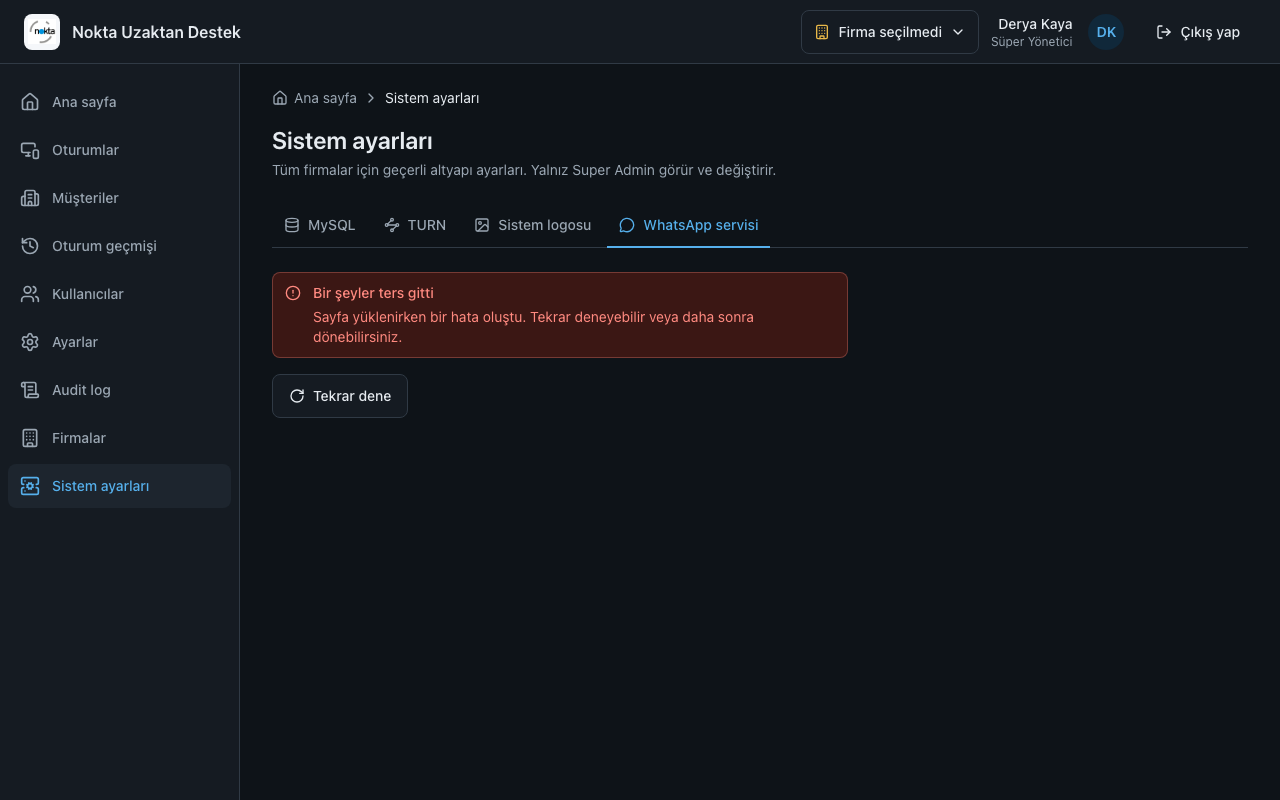 nokta
Nokta Uzaktan Destek
Firma seçilmedi
Derya Kaya
Süper Yönetici
DK
Çıkış yap
Ana sayfa
Oturumlar
Müşteriler
Oturum geçmişi
Kullanıcılar
Ayarlar
Audit log
Firmalar
Sistem ayarları
Ana sayfa
Sistem ayarları
Sistem ayarları
Tüm firmalar için geçerli altyapı ayarları. Yalnız Super Admin görür ve değiştirir.
MySQL
TURN
Sistem logosu
WhatsApp servisi
Bir şeyler ters gitti
Sayfa yüklenirken bir hata oluştu. Tekrar deneyebilir veya daha sonra
dönebilirsiniz.
Tekrar dene